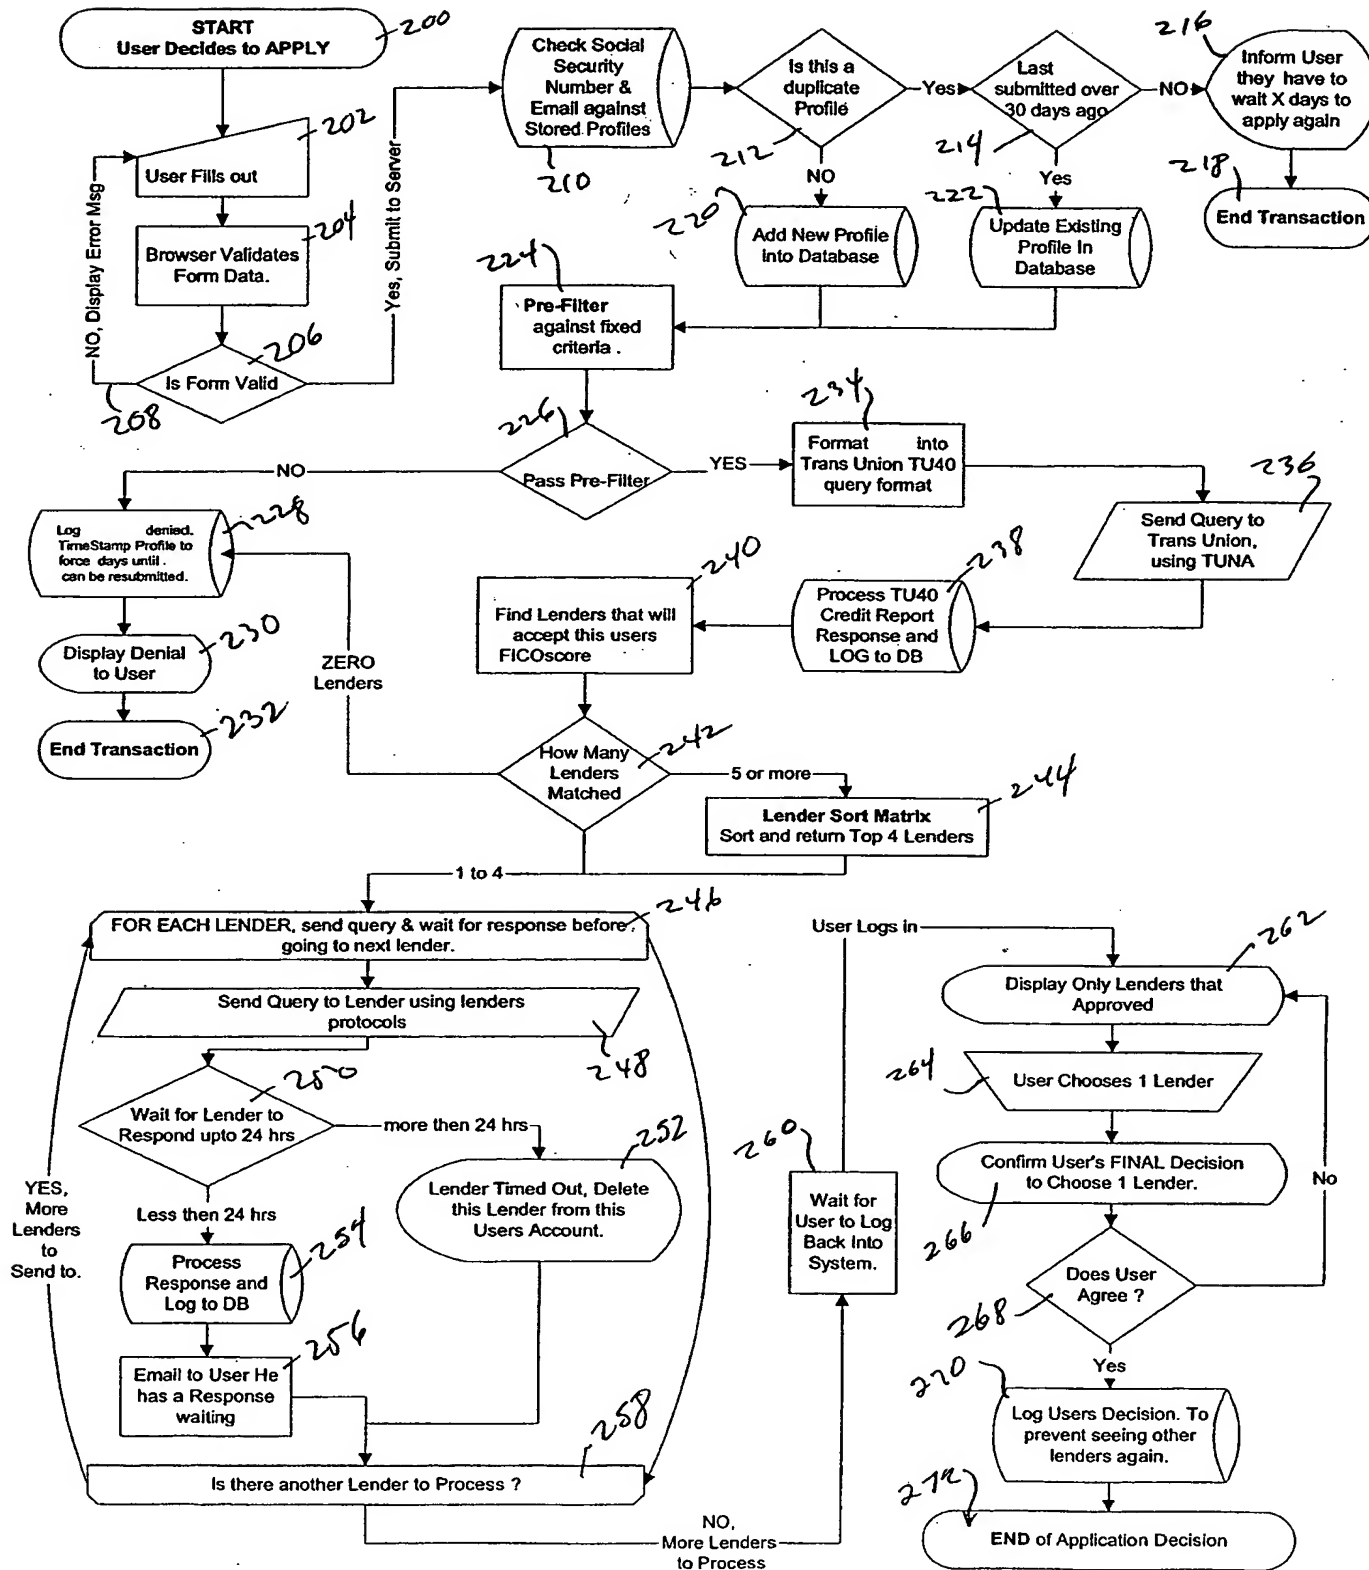 START
User Decides to APPLY
200
202
User Fills out
204
Browser Validates
Form Data.
206
Is Form Valid
208
NO, Display Error Msg
Yes, Submit to Server
Check Social
Security
Number &
Email against
Stored Profiles
210
Is this a
duplicate
Profile
212
Yes
Last
submitted over
30 days ago
214
NO
216
Inform User
they have to
wait X days to
apply again
218
End Transaction
NO
220
Add New Profile
Into Database
Yes
222
Update Existing
Profile In
Database
224
Pre-Filter
against fixed
criteria .
226
Pass Pre-Filter
NO
YES
228
Log denied.
TimeStamp Profile to
force days until .
can be resubmitted.
230
Display Denial
to User
232
End Transaction
234
Format into
Trans Union TU40
query format
236
Send Query to
Trans Union,
using TUNA
238
Process TU40
Credit Report
Response and
LOG to DB
240
Find Lenders that will
accept this users
FICOscore
ZERO
Lenders
How Many
Lenders
Matched
242
5 or more
244
Lender Sort Matrix
Sort and return Top 4 Lenders
1 to 4
246
FOR EACH LENDER, send query & wait for response before
going to next lender.
Send Query to Lender using lenders
protocols
248
250
Wait for Lender to
Respond upto 24 hrs
more then 24 hrs
252
Lender Timed Out, Delete
this Lender from this
Users Account.
Less then 24 hrs
254
Process
Response and
Log to DB
256
Email to User He
has a Response
waiting
258
Is there another Lender to Process ?
YES,
More
Lenders
to
Send to.
NO,
More Lenders
to Process
260
Wait for
User to Log
Back Into
System.
User Logs in
262
Display Only Lenders that
Approved
264
User Chooses 1 Lender
Confirm User's FINAL Decision
to Choose 1 Lender.
266
Does User
Agree ?
268
No
Yes
270
Log Users Decision. To
prevent seeing other
lenders again.
272
END of Application Decision